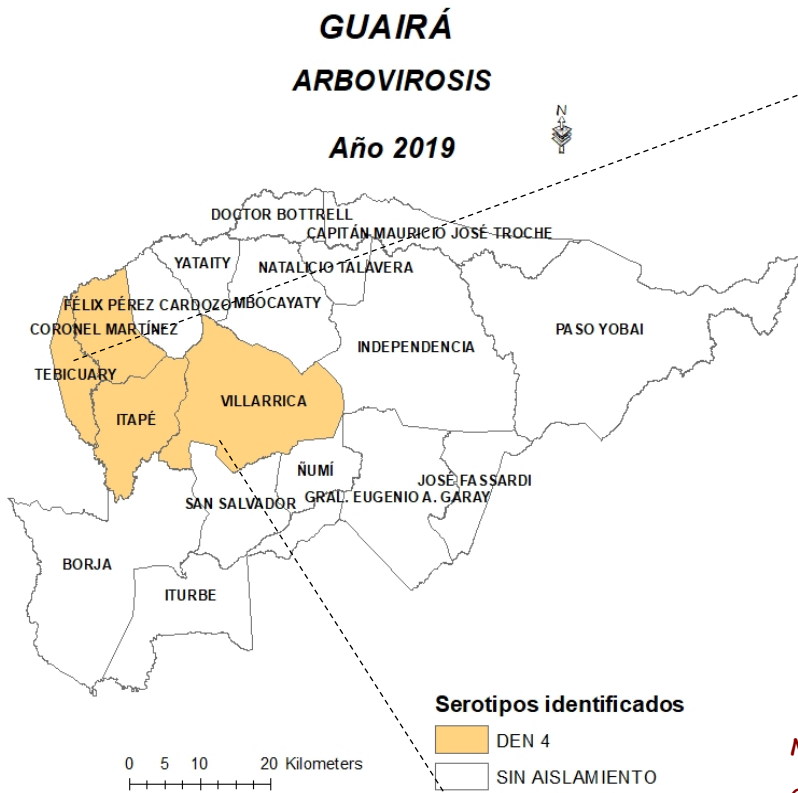 GUAIRÁ
ARBOVIROSIS
Año 2019
N
DOCTOR BOTTRELL
CAPITÁN MAURICIO JOSÉ TROCHE
YATAITY
NATALICIO TALAVERA
FÉLIX PÉREZ CARDOZO
MBOCAYATY
CORONEL MARTÍNEZ
PASO YOBAI
INDEPENDENCIA
TEBICUARY
VILLARRICA
ITAPÉ
ÑUMÍ
JOSÉ FASSARDI
GRAL. EUGENIO A. GARAY
SAN SALVADOR
BORJA
ITURBE
Serotipos identificados
DEN 4
SIN AISLAMIENTO
0 5 10 20 Kilometers